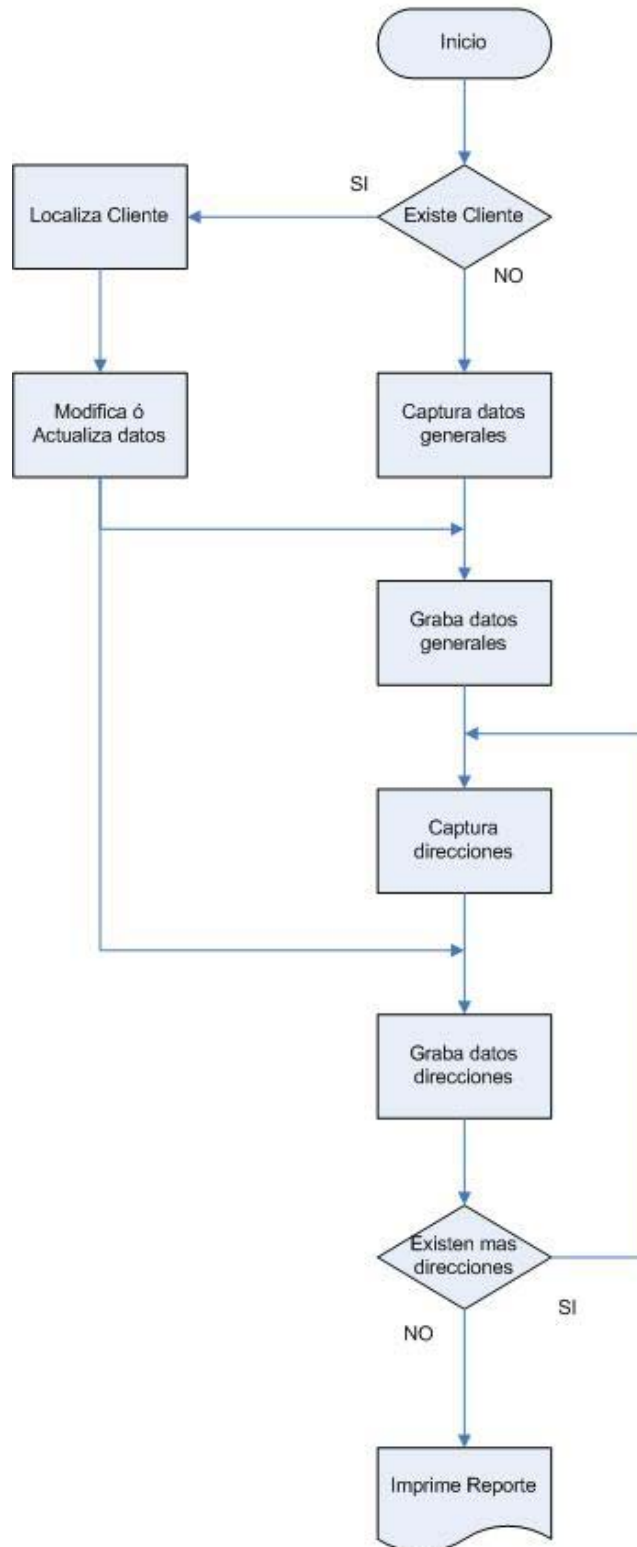 Inicio
SI
Existe Cliente
Localiza Cliente
NO
Modifica ó
Actualiza datos
Captura datos
generales
Graba datos
generales
Captura
direcciones
Graba datos
direcciones
Existen mas
direcciones
SI
NO
Imprime Reporte